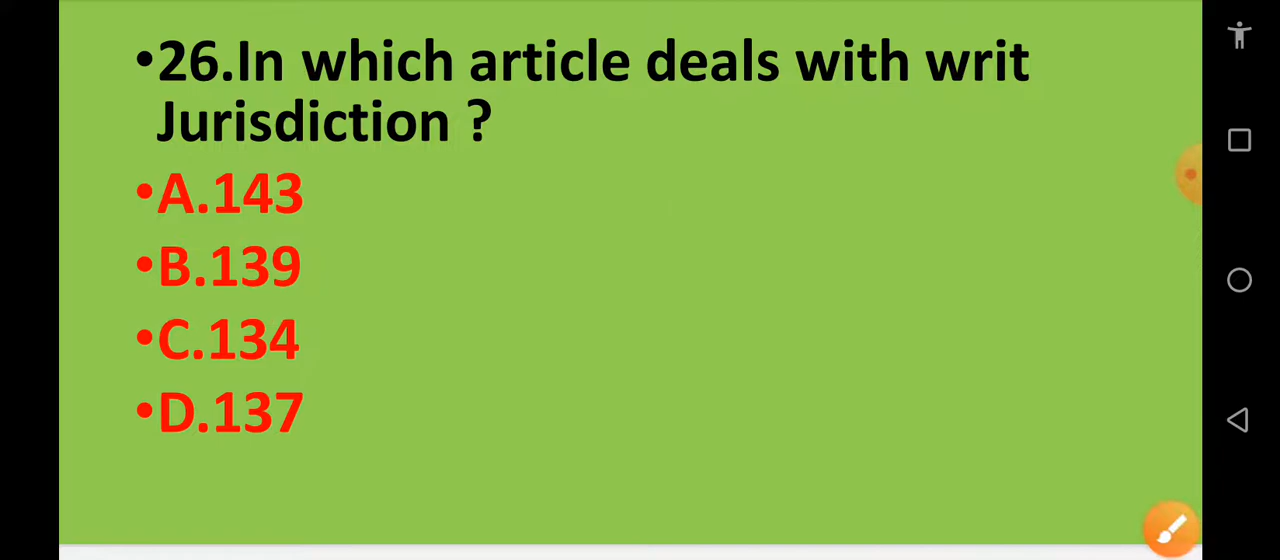 •26.In which article deals with writ
Jurisdiction ?
•A.143
•B.139
•C.134
•D.137